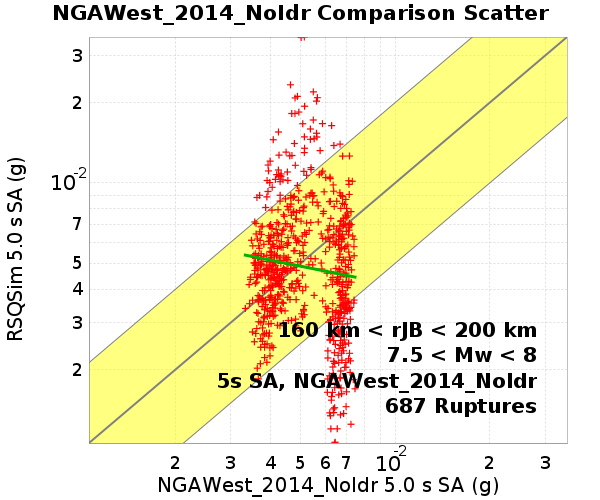 NGAWest_2014_NoIdr Comparison Scatter
RSQSim 5.0 s SA (g)
3
2
10-2
7
5
4
3
2
160 km < rJB < 200 km
7.5 < Mw < 8
5s SA, NGAWest_2014_NoIdr
687 Ruptures
2 3 4 5 6 7 10-2 2 3
NGAWest_2014_NoIdr 5.0 s SA (g)